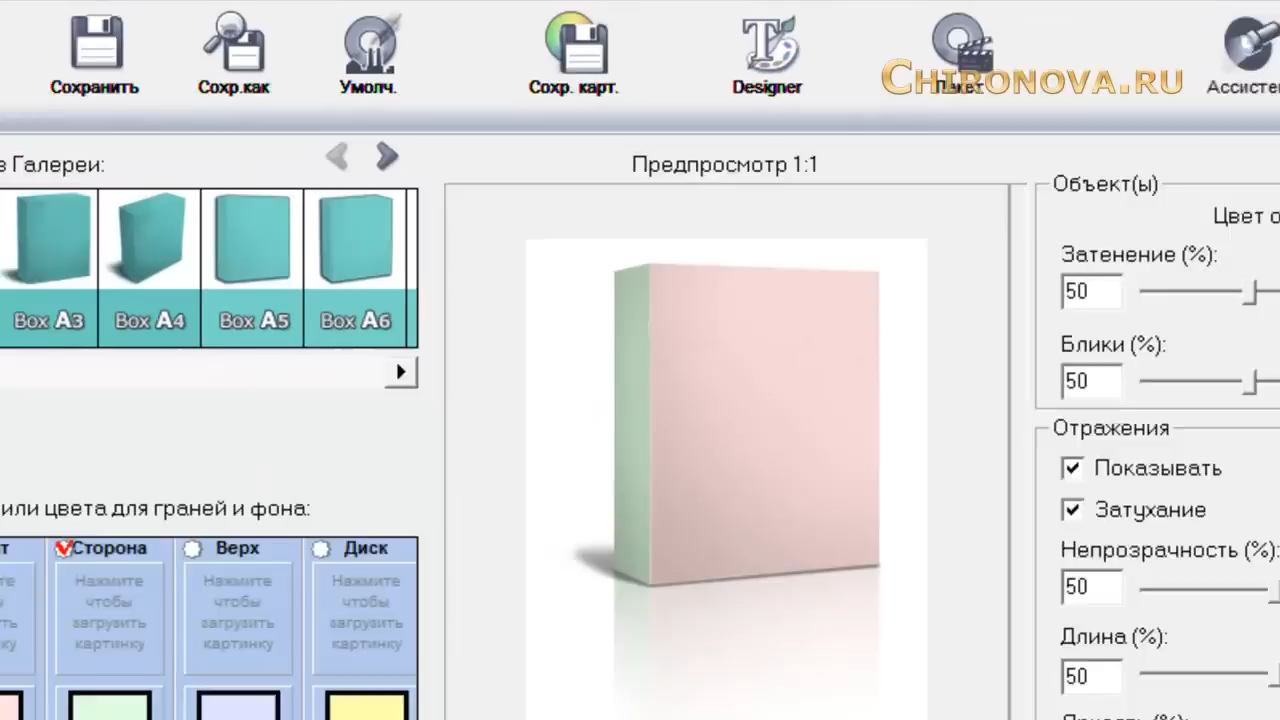 Сохранить
Сохр.как
Умолч.
Сохр. карт.
Designer
Пакет
Ассистен
CHIRONOVA.RU
з Галереи:
Box A3
Box A4
Box A5
Box A6
или цвета для граней и фона:
т
Сторона
Верх
Диск
Нажмите
чтобы
загрузить
картинку
Нажмите
чтобы
загрузить
картинку
Нажмите
чтобы
загрузить
картинку
Предпросмотр 1:1
Объект(ы)
Цвет о
Затенение (%):
50
Блики (%):
50
Отражения
Показывать
Затухание
Непрозрачность (%):
50
Длина (%):
50